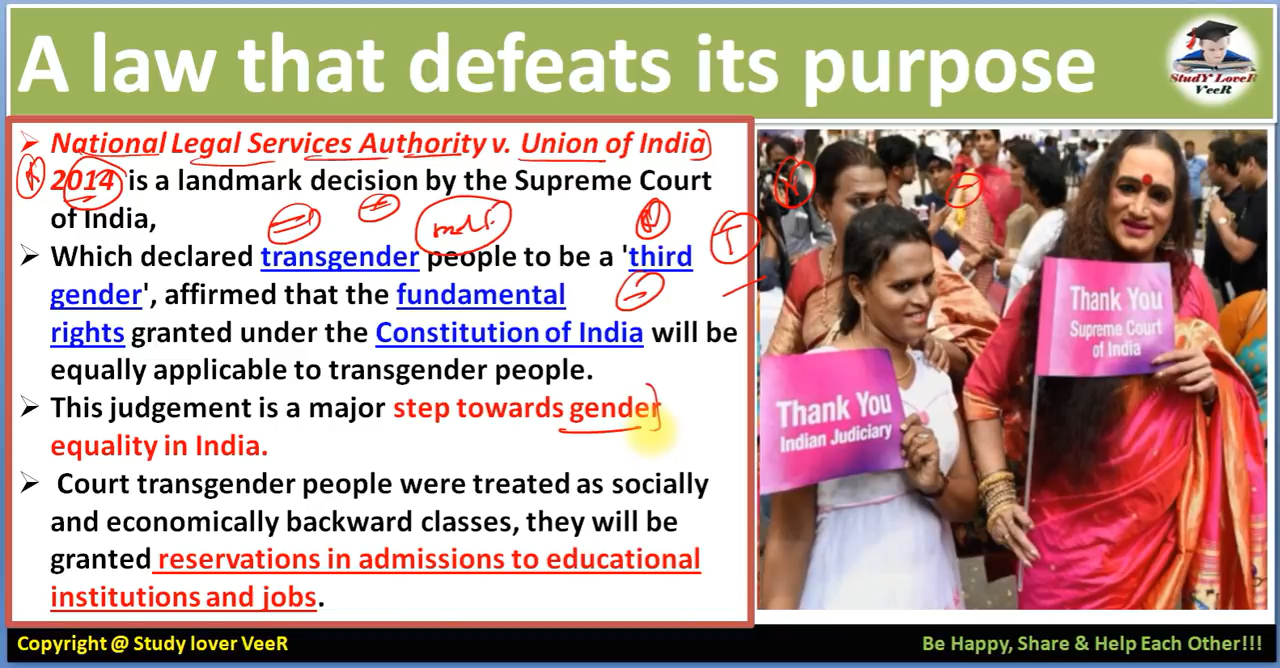 A law that defeats its purpose
StudY LoveR
VeeR
➢ National Legal Services Authority v. Union of India
2014 is a landmark decision by the Supreme Court
of India,
➢ Which declared transgender people to be a 'third
gender', affirmed that the fundamental
rights granted under the Constitution of India will be
equally applicable to transgender people.
➢ This judgement is a major step towards gender
equality in India.
➢ Court transgender people were treated as socially
and economically backward classes, they will be
granted reservations in admissions to educational
institutions and jobs.
Thank You
Indian Judiciary
Thank You
Supreme Court
of India
Copyright @ Study lover VeeR
Be Happy, Share & Help Each Other!!!